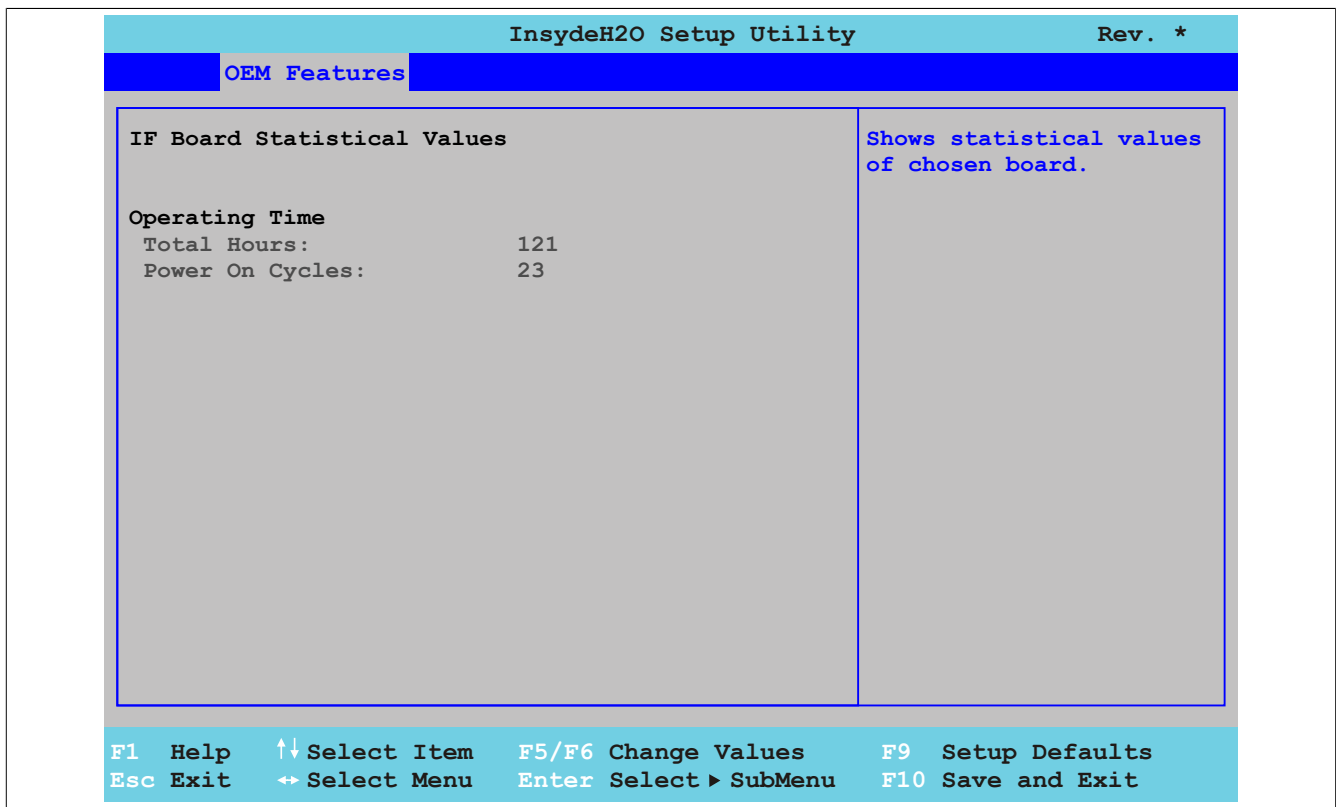 InsydeH2O Setup Utility Rev. *
OEM Features
IF Board Statistical Values
Shows statistical values
of chosen board.
Operating Time
Total Hours: 121
Power On Cycles: 23
F1 Help ↑↓ Select Item F5/F6 Change Values F9 Setup Defaults
Esc Exit ↔ Select Menu Enter Select ▶ SubMenu F10 Save and Exit